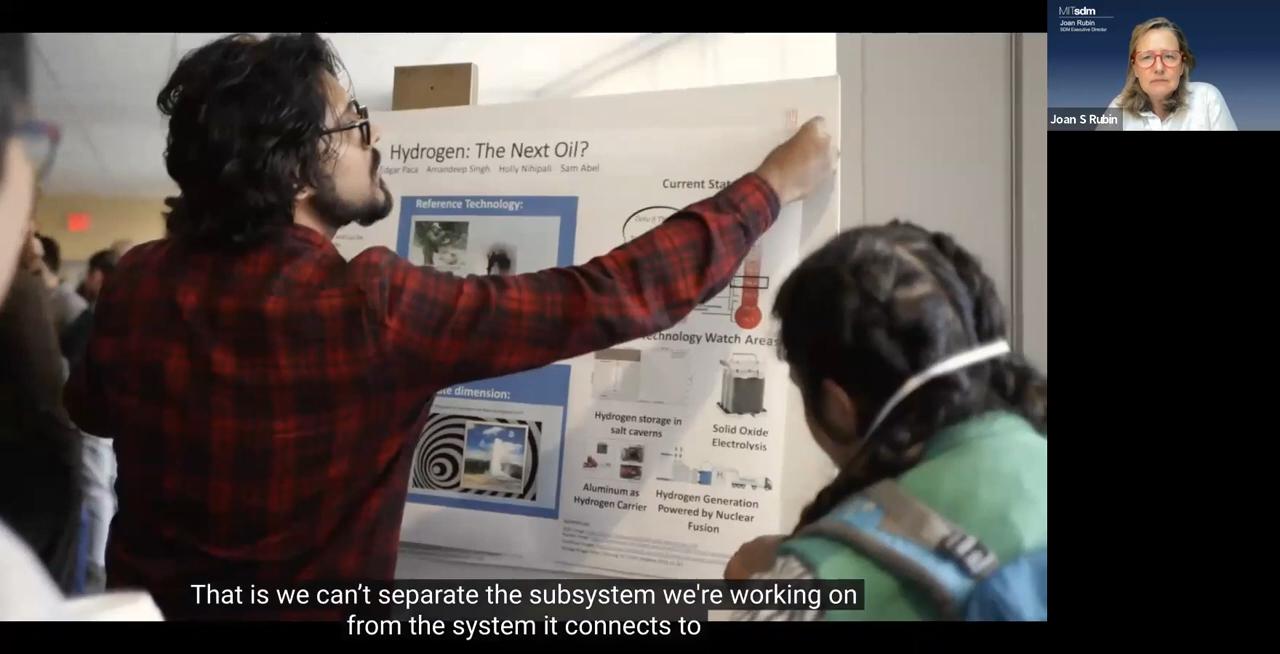 Hydrogen: The Next Oil?
Edgar Paca Amandeep Singh Holly Nihipali Sam Abel
Reference Technology:
Current
dimension:
Technology Watch Areas
Hydrogen storage in
salt caverns
Solid Oxide
Electrolysis
Aluminum as
Hydrogen Carrier
Hydrogen Generation
Powered by Nuclear
Fusion
That is we can't separate the subsystem we're working on
from the system it connects to
MITsdm
Joan Rubin
SDM Executive Director
Joan S Rubin